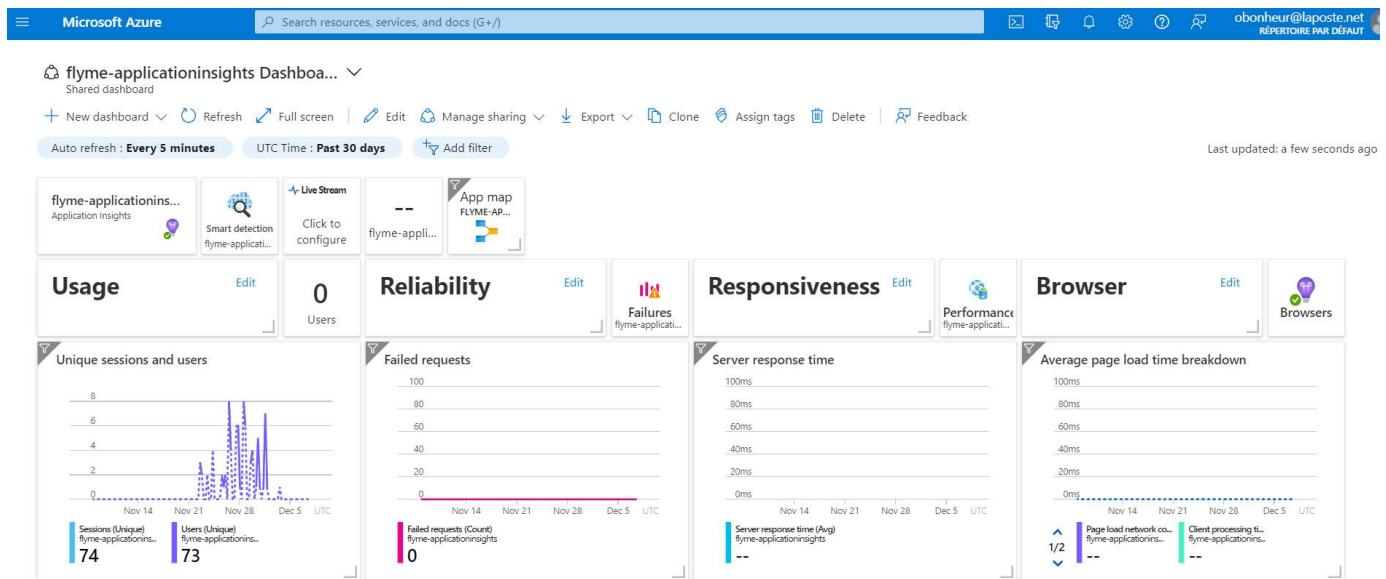 Microsoft Azure
Search resources, services, and docs (G+/)
obonheur@laposte.net
RÉPERTOIRE PAR DÉFAUT
flyme-applicationinsights Dashboa...
Shared dashboard
New dashboard Refresh Full screen Edit Manage sharing Export Clone Assign tags Delete Feedback
Auto refresh : Every 5 minutes UTC Time : Past 30 days Add filter Last updated: a few seconds ago
flyme-applicationins...
Application Insights
Smart detection
flyme-applicati...
Live Stream
Click to
configure
--
flyme-appli...
App map
FLYME-AP...
Usage Edit
0
Users
Reliability Edit
Failures
flyme-applicati...
Responsiveness Edit
Performance
flyme-applicati...
Browser Edit
Browsers
Unique sessions and users
8
6
4
2
0
Nov 14 Nov 21 Nov 28 Dec 5 UTC
Sessions (Unique)
flyme-applicationins...
74
Users (Unique)
flyme-applicationins...
73
Failed requests
100
80
60
40
20
0
Nov 14 Nov 21 Nov 28 Dec 5 UTC
Failed requests (Count)
flyme-applicationinsights
0
Server response time
100ms
80ms
60ms
40ms
20ms
0ms
Nov 14 Nov 21 Nov 28 Dec 5 UTC
Server response time (Avg)
flyme-applicationinsights
--
Average page load time breakdown
100ms
80ms
60ms
40ms
20ms
0ms
Nov 14 Nov 21 Nov 28 Dec 5 UTC
1/2
Page load network co...
flyme-applicationins...
--
Client processing ti...
flyme-applicationins...
--